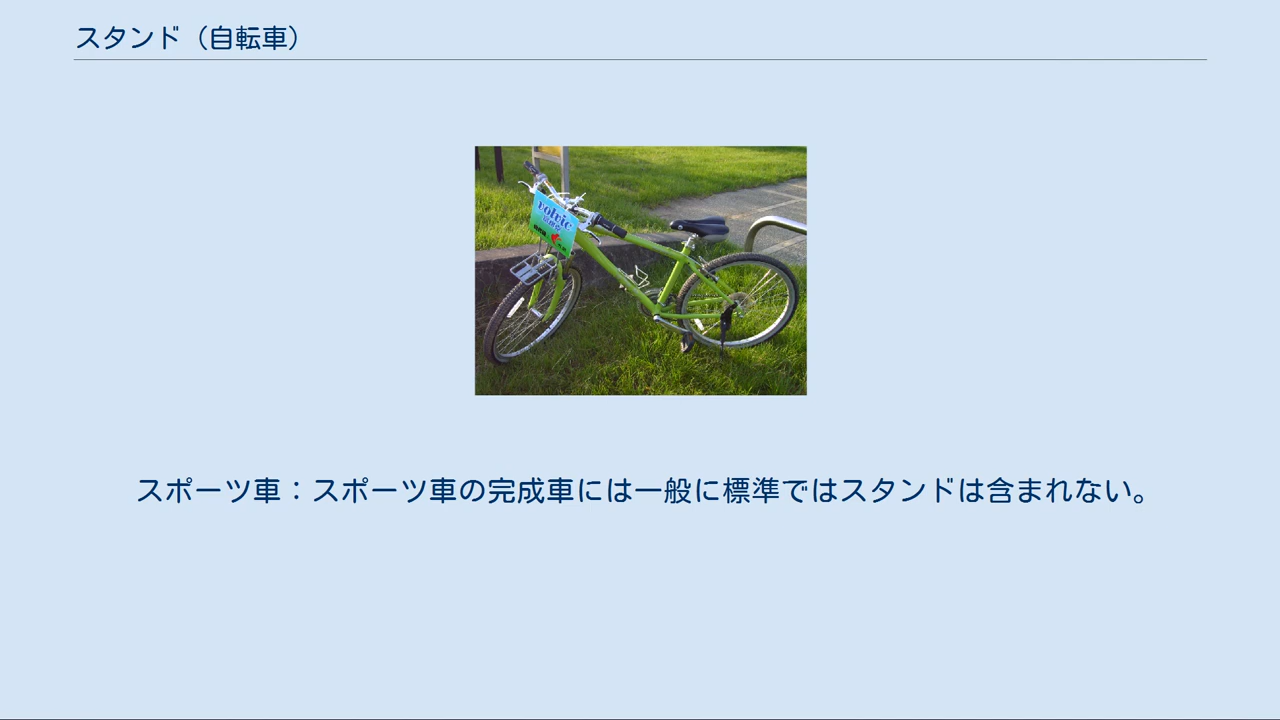 スタンド（自転車）
volvic
スポーツ車：スポーツ車の完成車には一般に標準ではスタンドは含まれない。